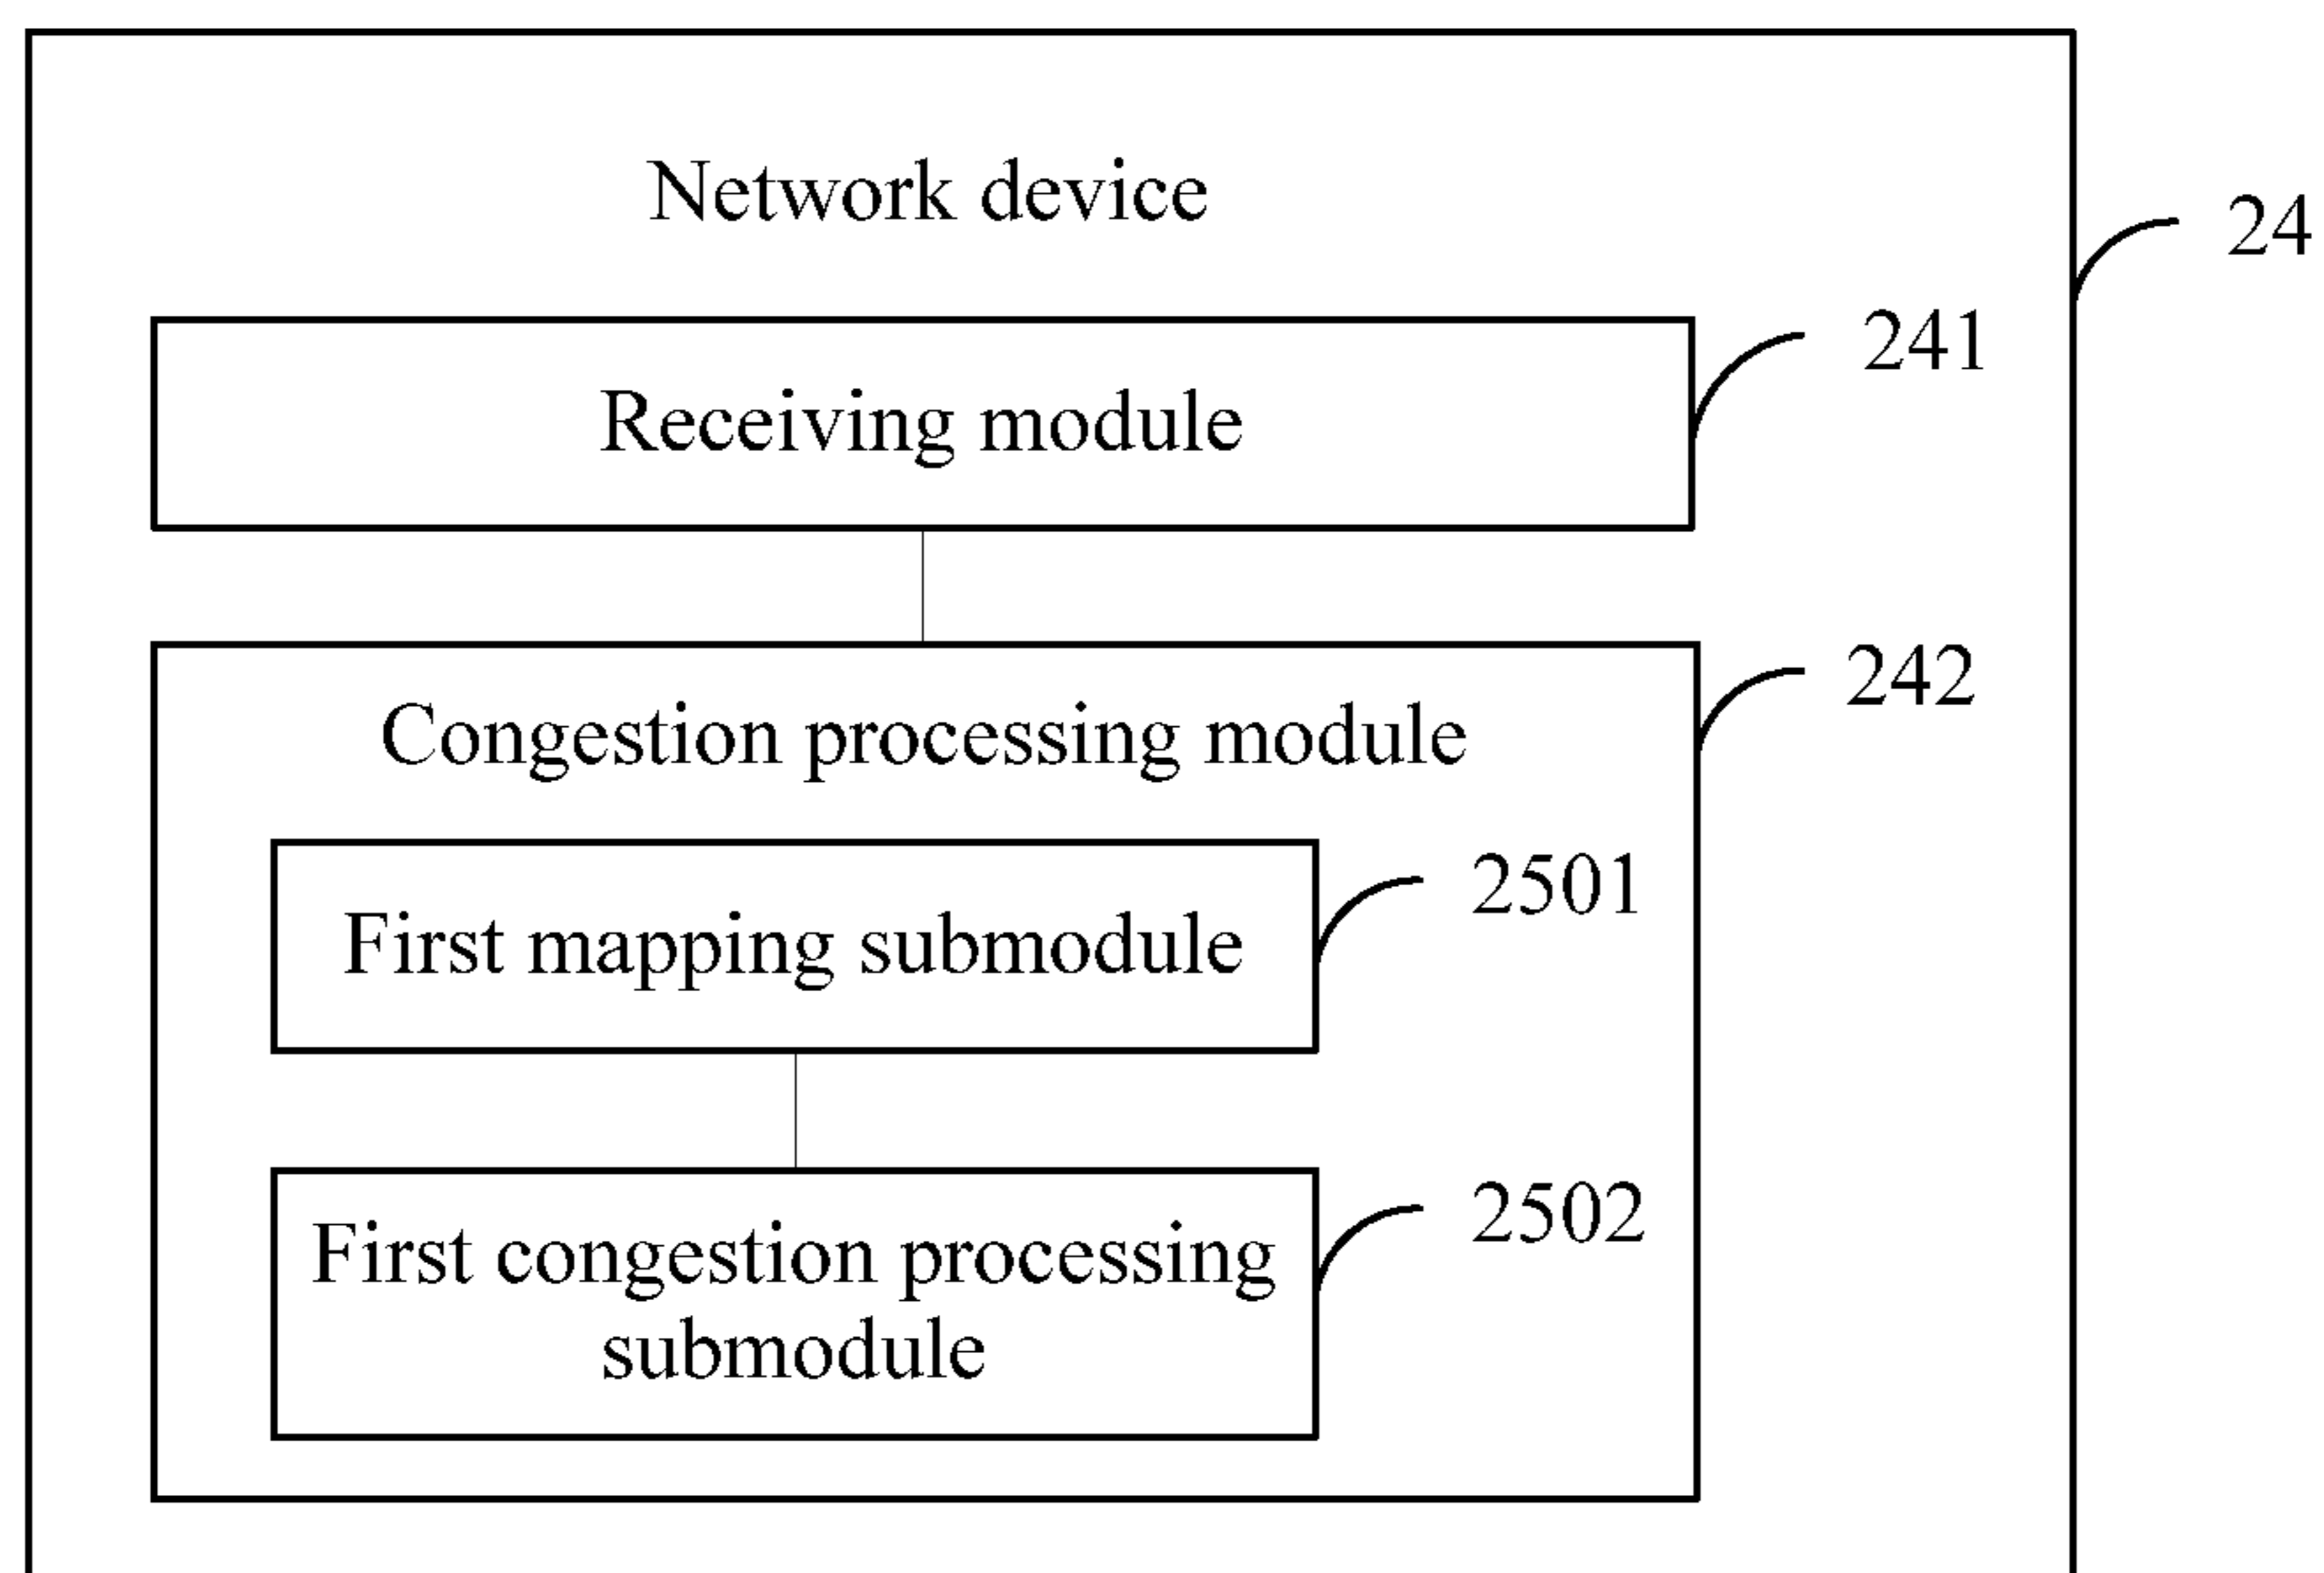 Network device
24
241
Receiving module
242
Congestion processing module
2501
First mapping submodule
2502
First congestion processing
submodule